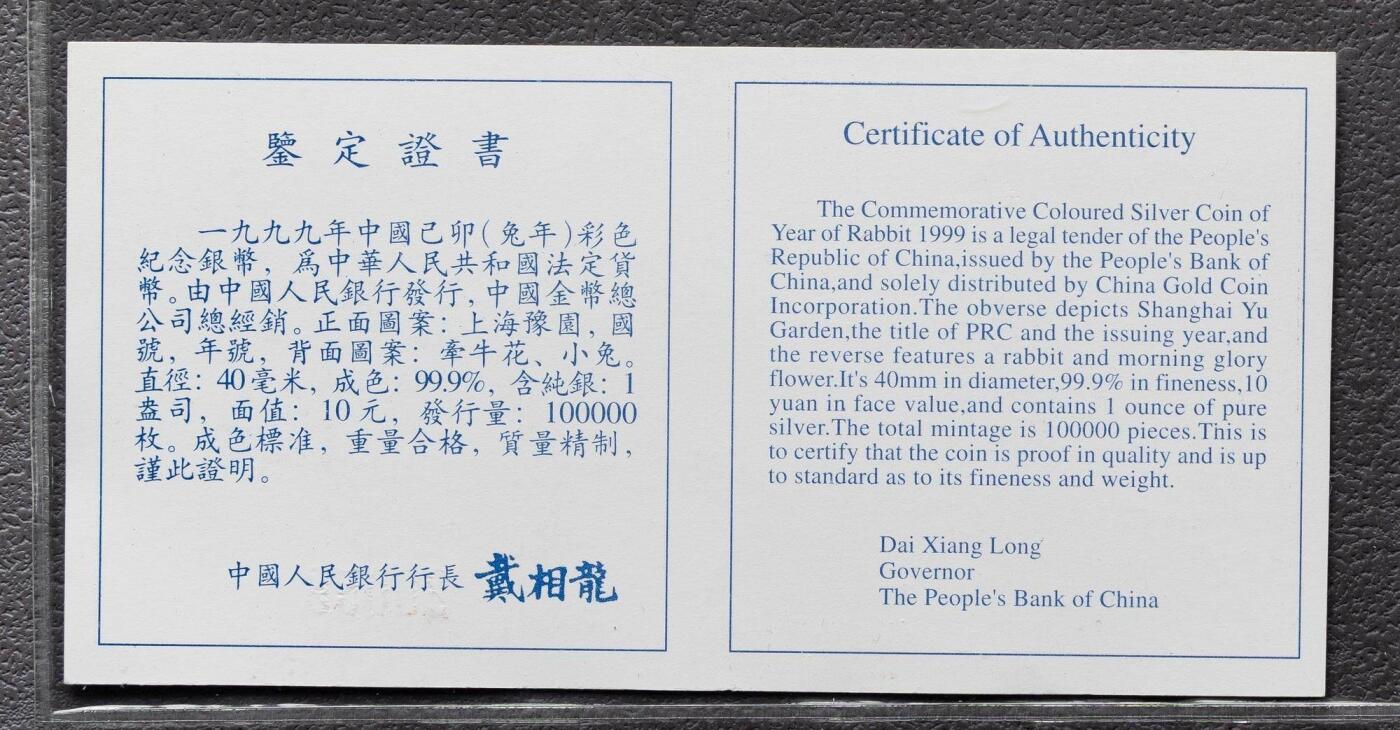 鑒定證書
一九九九年中國己卯(兔年)彩色
紀念銀幣，爲中華人民共和國法定貨
幣。由中國人民銀行發行，中國金幣總
公司總經銷。正面圖案：上海豫園，國
號，年號，背面圖案：牽牛花、小兔。
直徑：40毫米，成色：99.9%，含純銀：1
盎司，面值：10元，發行量：100000
枚。成色標准，重量合格，質量精制，
謹此證明。
中國人民銀行行長 戴相龍
Certificate of Authenticity
The Commemorative Coloured Silver Coin of
Year of Rabbit 1999 is a legal tender of the People's
Republic of China,issued by the People's Bank of
China,and solely distributed by China Gold Coin
Incorporation.The obverse depicts Shanghai Yu
Garden,the title of PRC and the issuing year,and
the reverse features a rabbit and morning glory
flower.It's 40mm in diameter,99.9% in fineness,10
yuan in face value,and contains 1 ounce of pure
silver.The total mintage is 100000 pieces.This is
to certify that the coin is proof in quality and is up
to standard as to its fineness and weight.
Dai Xiang Long
Governor
The People's Bank of China